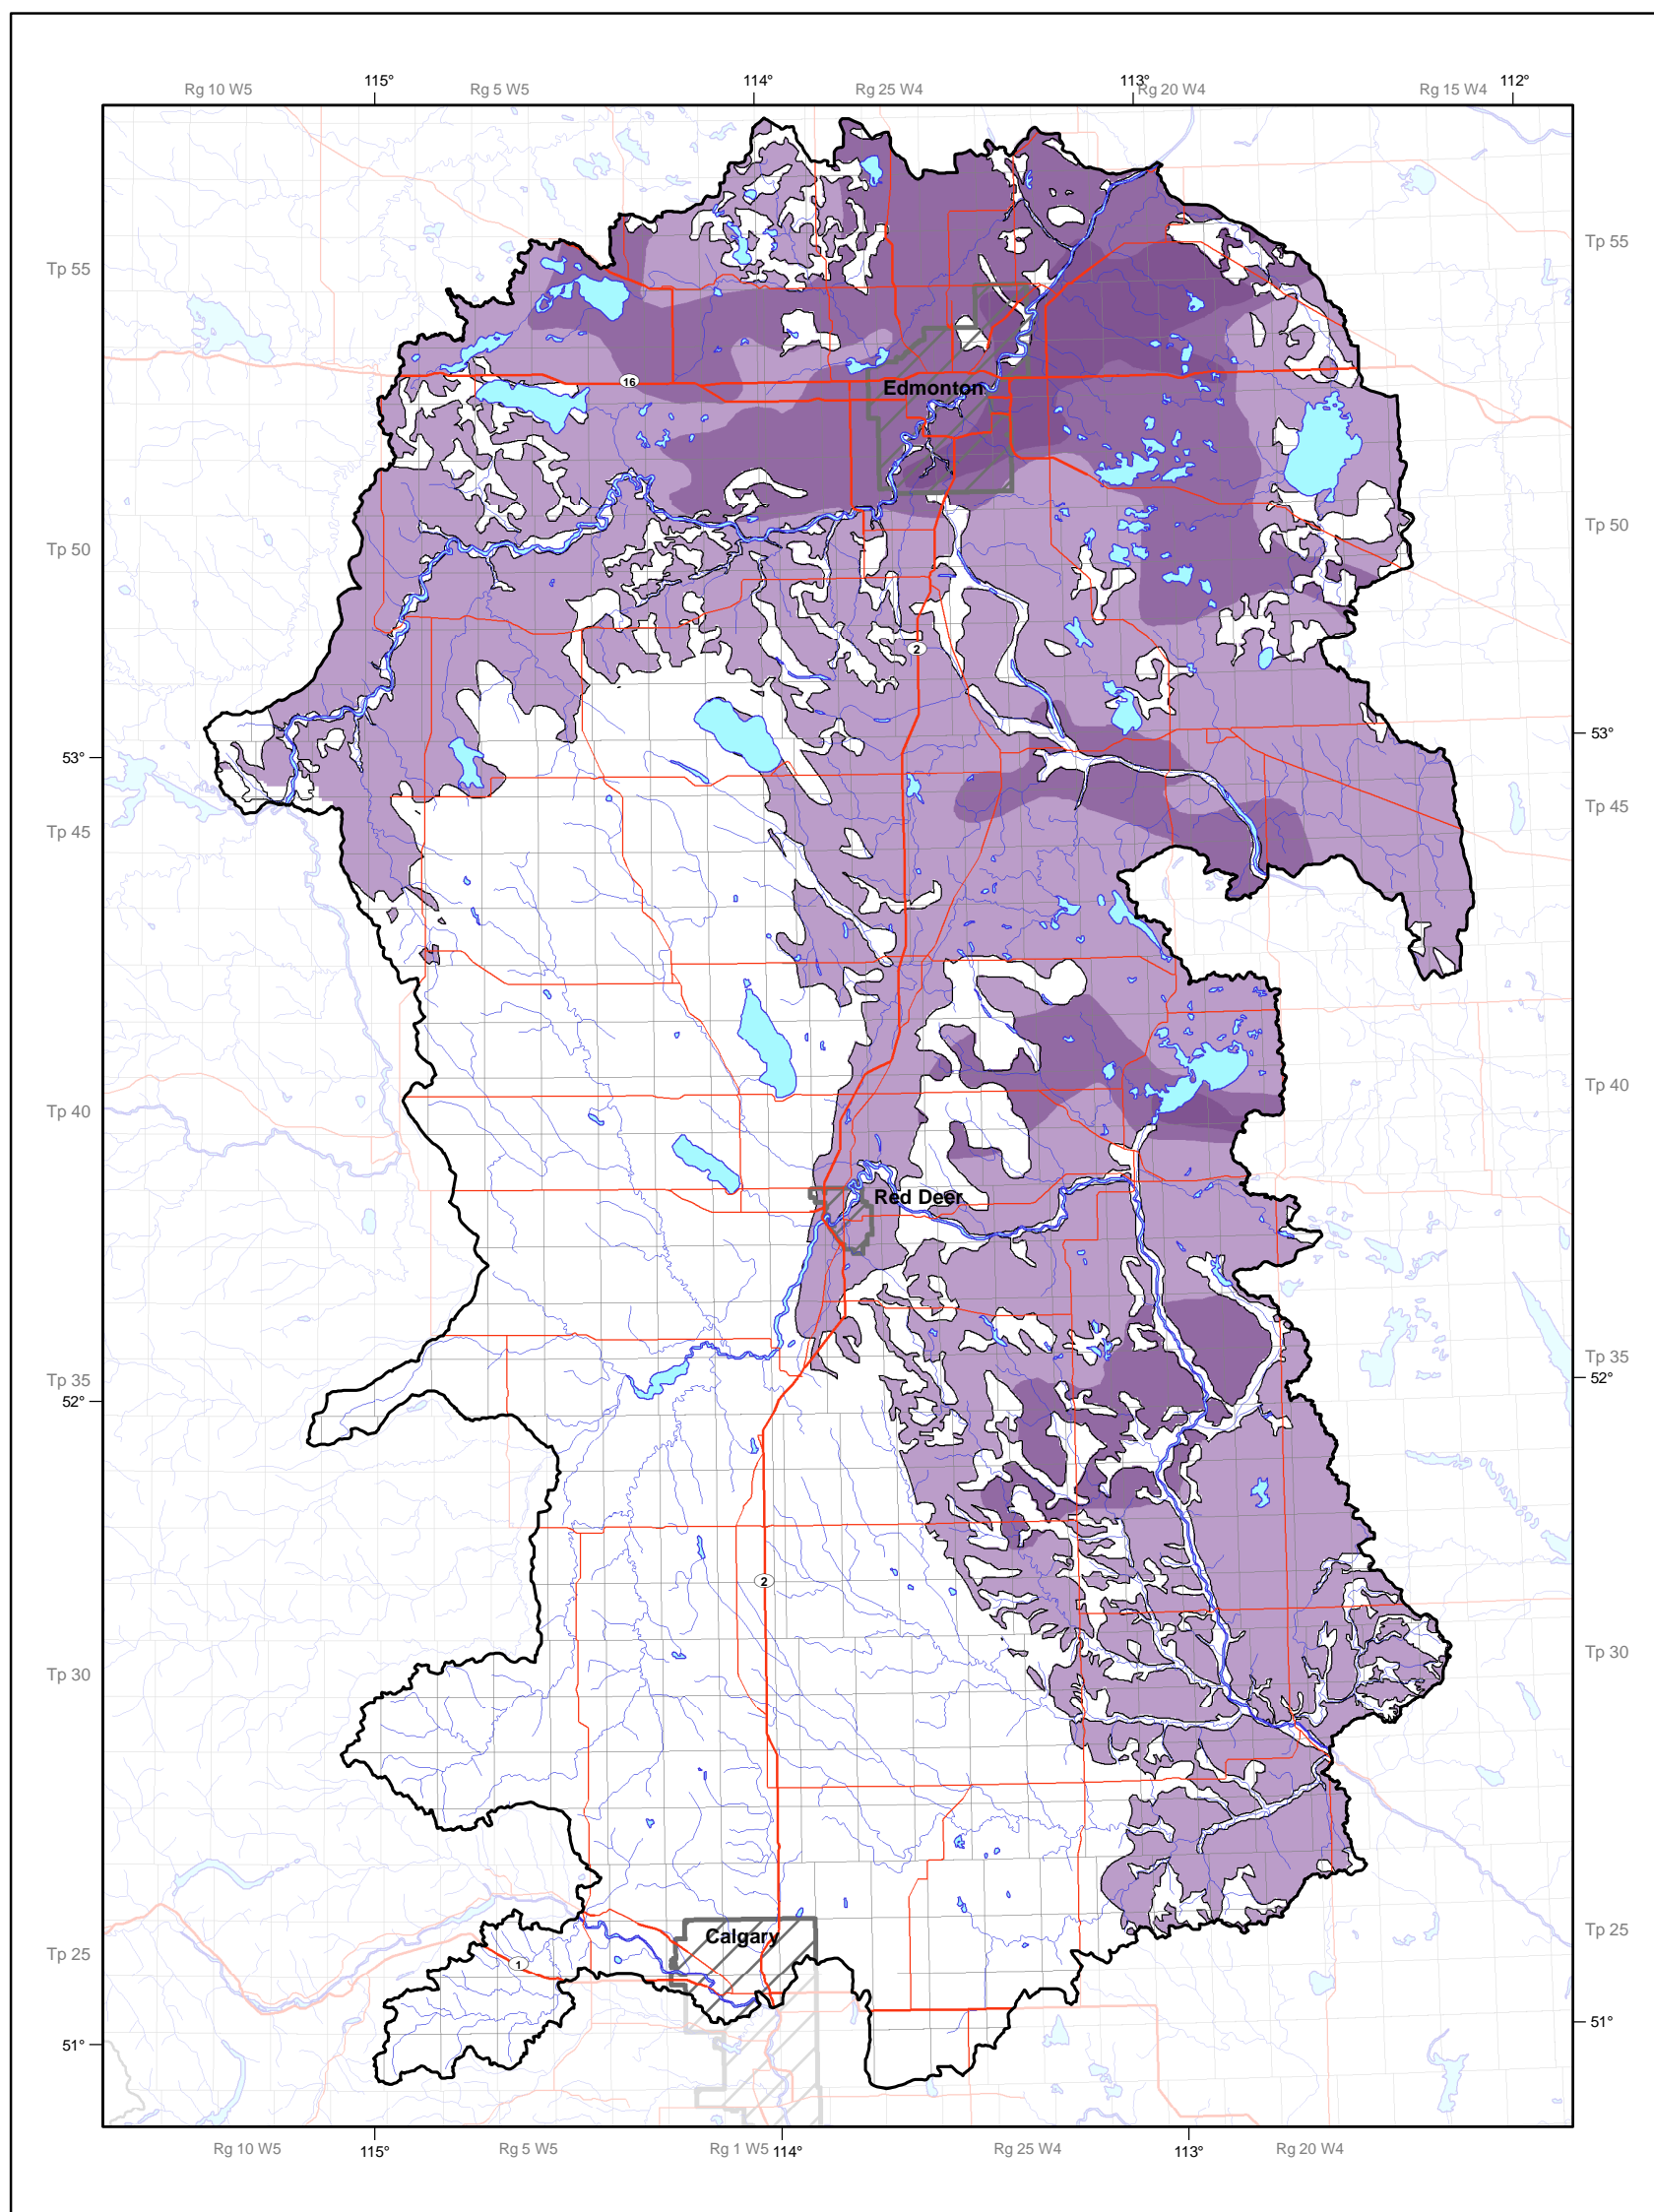 115° 114° 113° 112°
Rg 10 W5 Rg 5 W5 Rg 25 W4 Rg 20 W4 Rg 15 W4
Tp 55 Tp 55
16
Edmonton
Tp 50 Tp 50
2
53° 53°
Tp 45 Tp 45
Tp 40 Tp 40
Red Deer
Tp 35 Tp 35
52° 52°
2
Tp 30 Tp 30
Calgary
Tp 25 Tp 25
1
51° 51°
Rg 10 W5 115° Rg 5 W5 Rg 1 W5 114° Rg 25 W4 113° Rg 20 W4